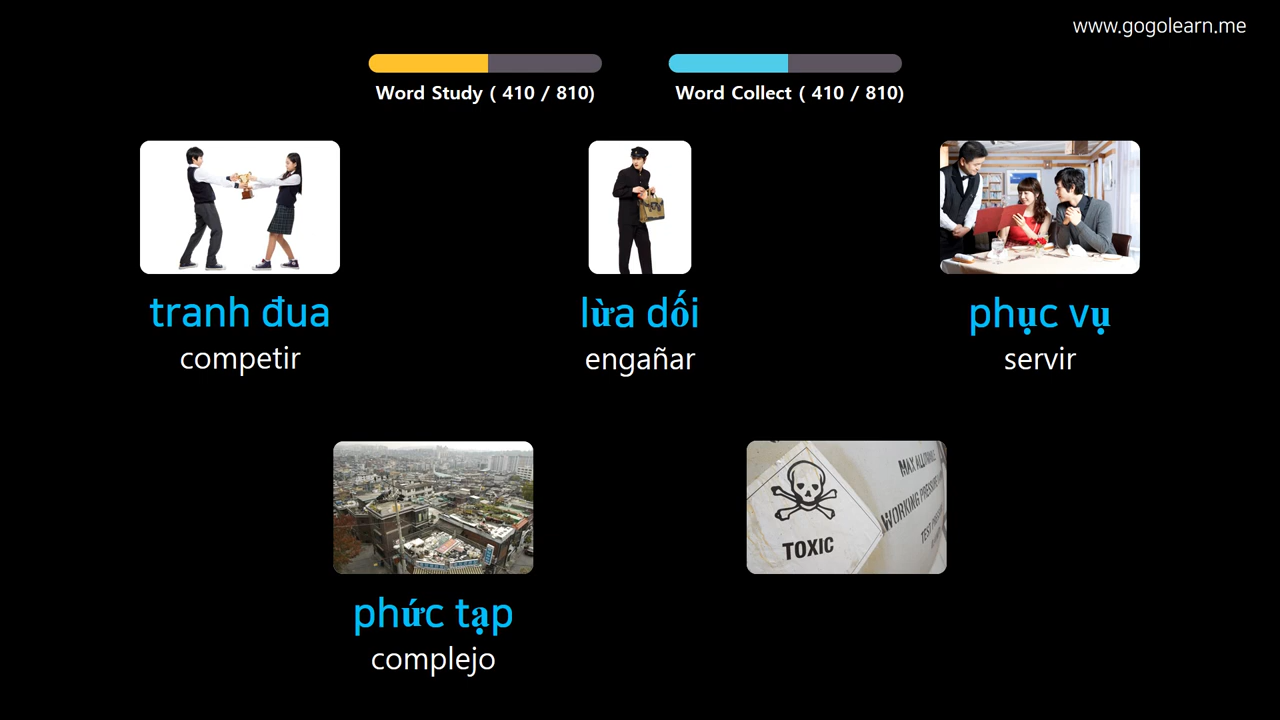 www.gogolearn.me
Word Study ( 410 / 810)
Word Collect ( 410 / 810)
tranh đua
competir
lừa dối
engañar
phục vụ
servir
phức tạp
complejo
TOXIC
MAX ALLOWABLE
WORKING PRESSURE